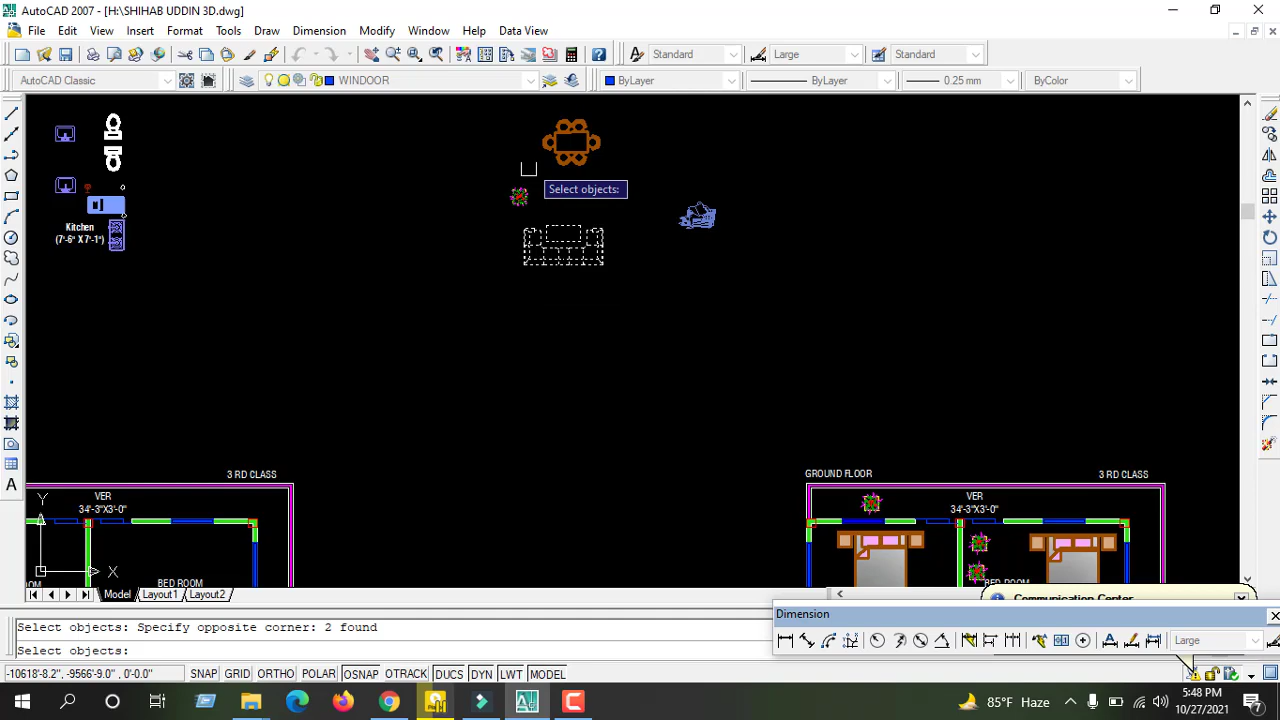 AutoCAD 2007 - [H:\SHIHAB UDDIN 3D.dwg]
File Edit View Insert Format Tools Draw Dimension Modify Window Help Data View
Standard Large Standard
AutoCAD Classic WINDOOR ByLayer ByLayer 0.25 mm ByColor
Select objects:
Kitchen
(7'-6" X7'-1")
3 RD CLASS GROUND FLOOR 3 RD CLASS
VER VER
34'-3"X3'-0" 34'-3"X3'-0"
Y
X
BED ROOM BED ROOM
Model Layout1 Layout2
Communication Center
Dimension
Select objects: Specify opposite corner: 2 found
Large
Select objects:
-10618'-8.2", -9566'-9.0" , 0'-0.0" SNAP GRID ORTHO POLAR OSNAP OTRACK DUCS DYN LWT MODEL
85°F Haze
5:48 PM
10/27/2021
7